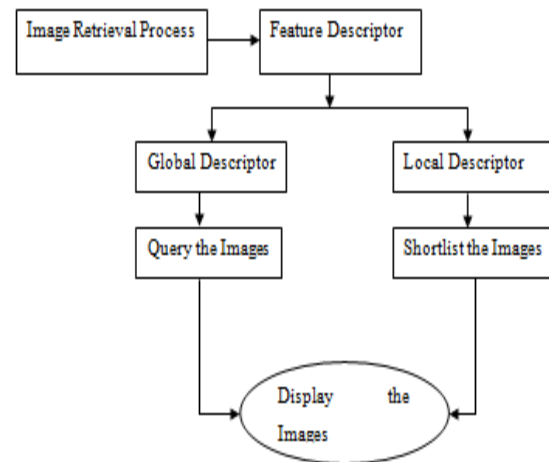 Image Retrieval Process
Feature Descriptor
Global Descriptor
Local Descriptor
Query the Images
Shortlist the Images
Display the
Images